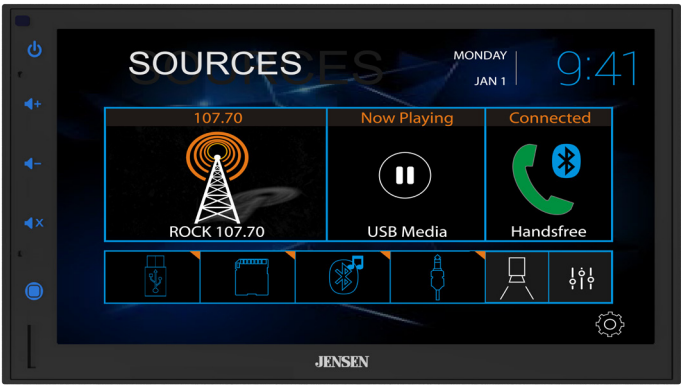 SOURCES
MONDAY
JAN 1
9:41
107.70
Now Playing
Connected
ROCK 107.70
USB Media
Handsfree
JENSEN